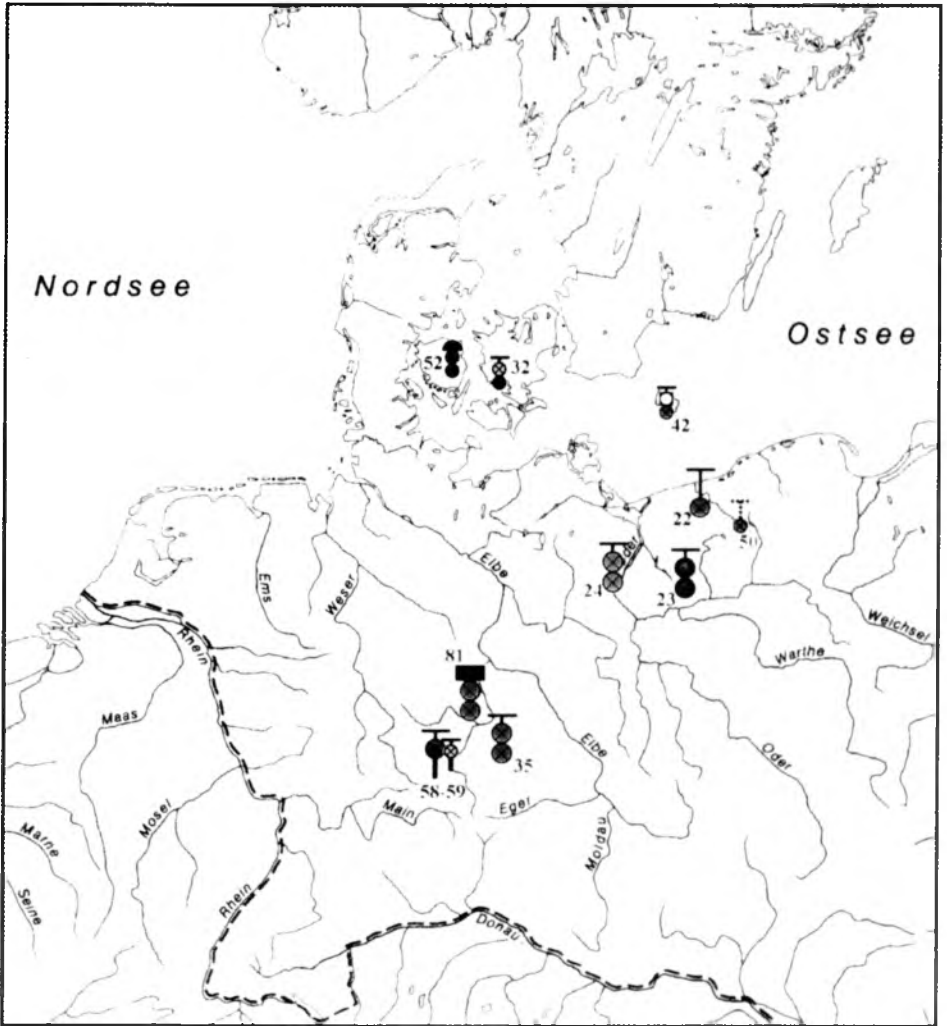 Nordsee
Ostsee
52
32
42
22
24
Oder
23
Elbe
Ems
Weser
Rhein
Weichsel
Warthe
81
Maas
Elbe
Oder
35
58-59
Main
Eger
Mosel
Moldau
Marne
Seine
Rhein
Donau